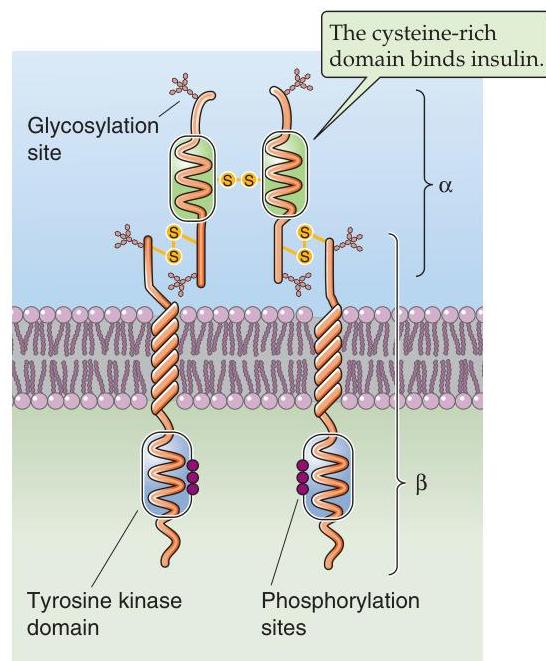 The cysteine-rich
domain binds insulin.
Glycosylation
site
S S
α
S
S
S
S
β
Tyrosine kinase
domain
Phosphorylation
sites